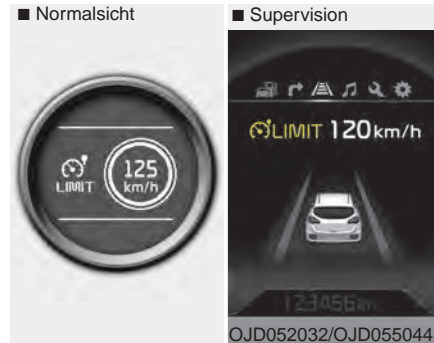 ■ Normalsicht
LIMIT
125
km/h
■ Supervision
LIMIT 120km/h
123456km
OJD052032/OJD055044